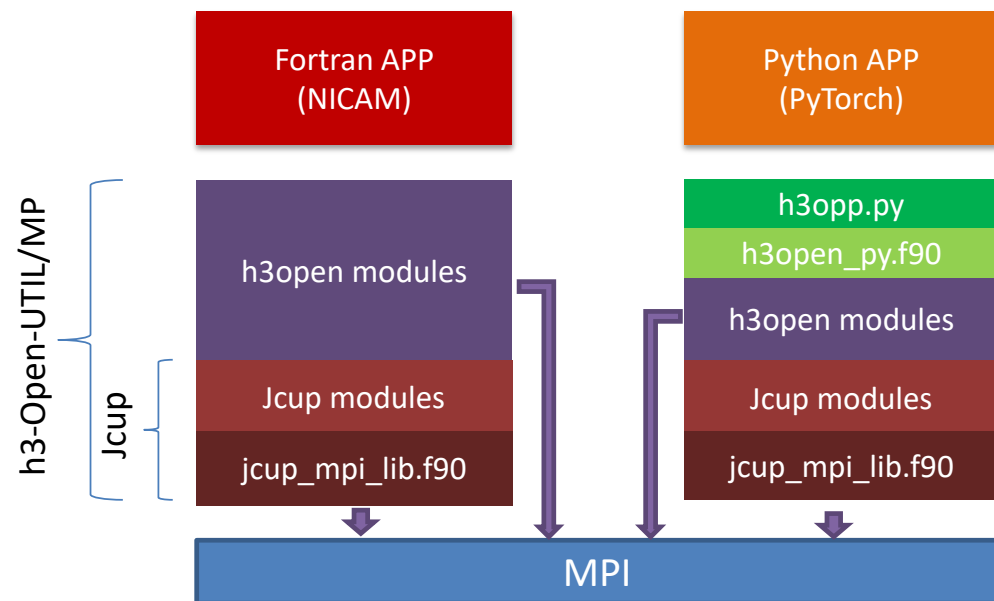 Fortran APP
(NICAM)
Python APP
(PyTorch)
h3-Open-UTIL/MP
Jcup
h3open modules
Jcup modules
jcup_mpi_lib.f90
h3opp.py
h3open_py.f90
h3open modules
Jcup modules
jcup_mpi_lib.f90
MPI